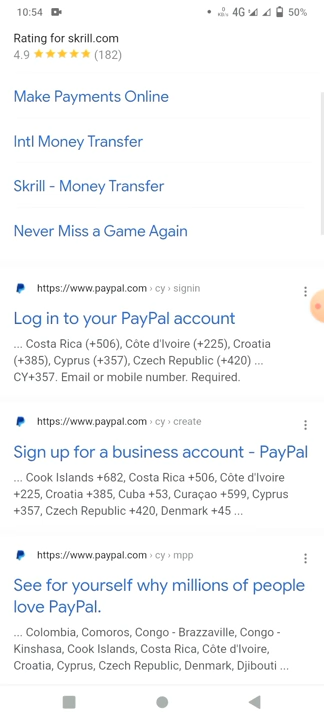 10:54 4G 50%
Rating for skrill.com
4.9 ★★★★★ (182)
Make Payments Online
Intl Money Transfer
Skrill - Money Transfer
Never Miss a Game Again
https://www.paypal.com › cy › signin
Log in to your PayPal account
... Costa Rica (+506), Côte d'Ivoire (+225), Croatia
(+385), Cyprus (+357), Czech Republic (+420) ...
CY+357. Email or mobile number. Required.
https://www.paypal.com › cy › create
Sign up for a business account - PayPal
... Cook Islands +682, Costa Rica +506, Côte d'Ivoire
+225, Croatia +385, Cuba +53, Curaçao +599, Cyprus
+357, Czech Republic +420, Denmark +45 ...
https://www.paypal.com › cy › mpp
See for yourself why millions of people
love PayPal.
... Colombia, Comoros, Congo - Brazzaville, Congo -
Kinshasa, Cook Islands, Costa Rica, Côte d'Ivoire,
Croatia, Cyprus, Czech Republic, Denmark, Djibouti ...